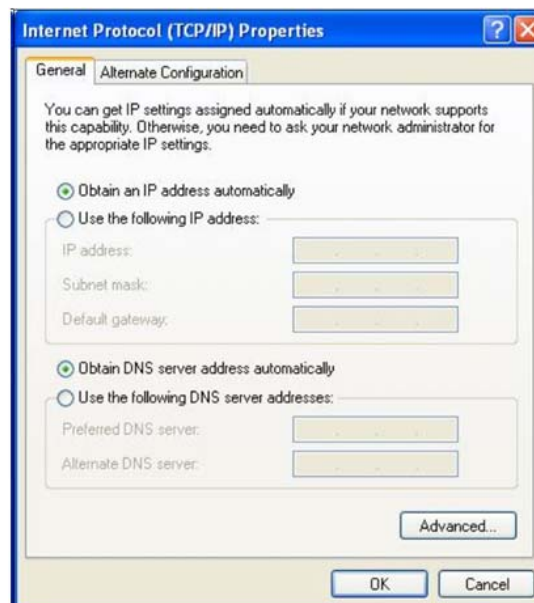 Internet Protocol (TCP/IP) Properties
General
Alternate Configuration
You can get IP settings assigned automatically if your network supports
this capability. Otherwise, you need to ask your network administrator for
the appropriate IP settings.
Obtain an IP address automatically
Use the following IP address:
IP address:
Subnet mask:
Default gateway:
Obtain DNS server address automatically
Use the following DNS server addresses:
Preferred DNS server:
Alternate DNS server:
Advanced...
OK
Cancel